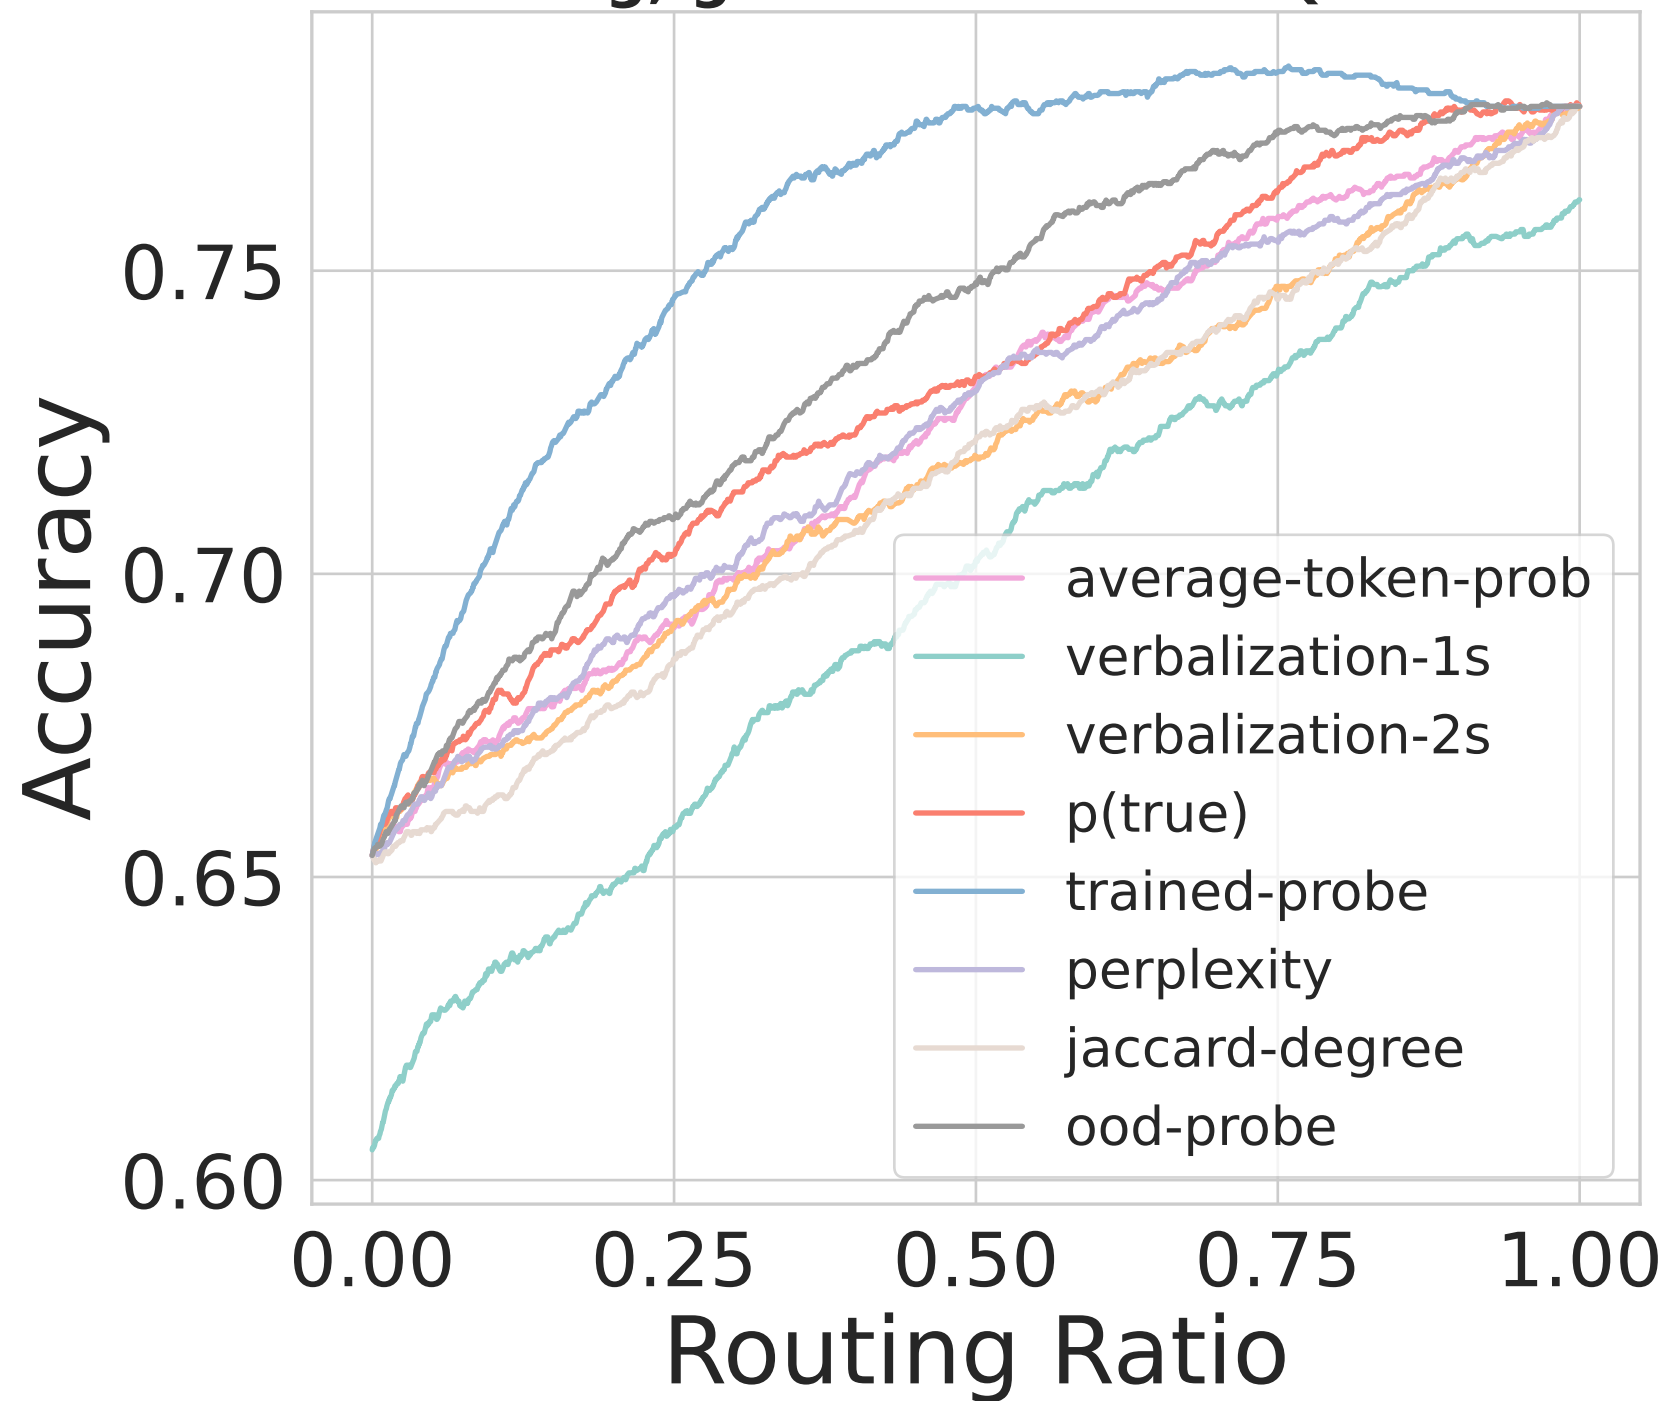 Accuracy
0.75
0.70
0.65
0.60
average-token-prob
verbalization-1s
verbalization-2s
p(true)
trained-probe
perplexity
jaccard-degree
ood-probe
0.00 0.25 0.50 0.75 1.00
Routing Ratio